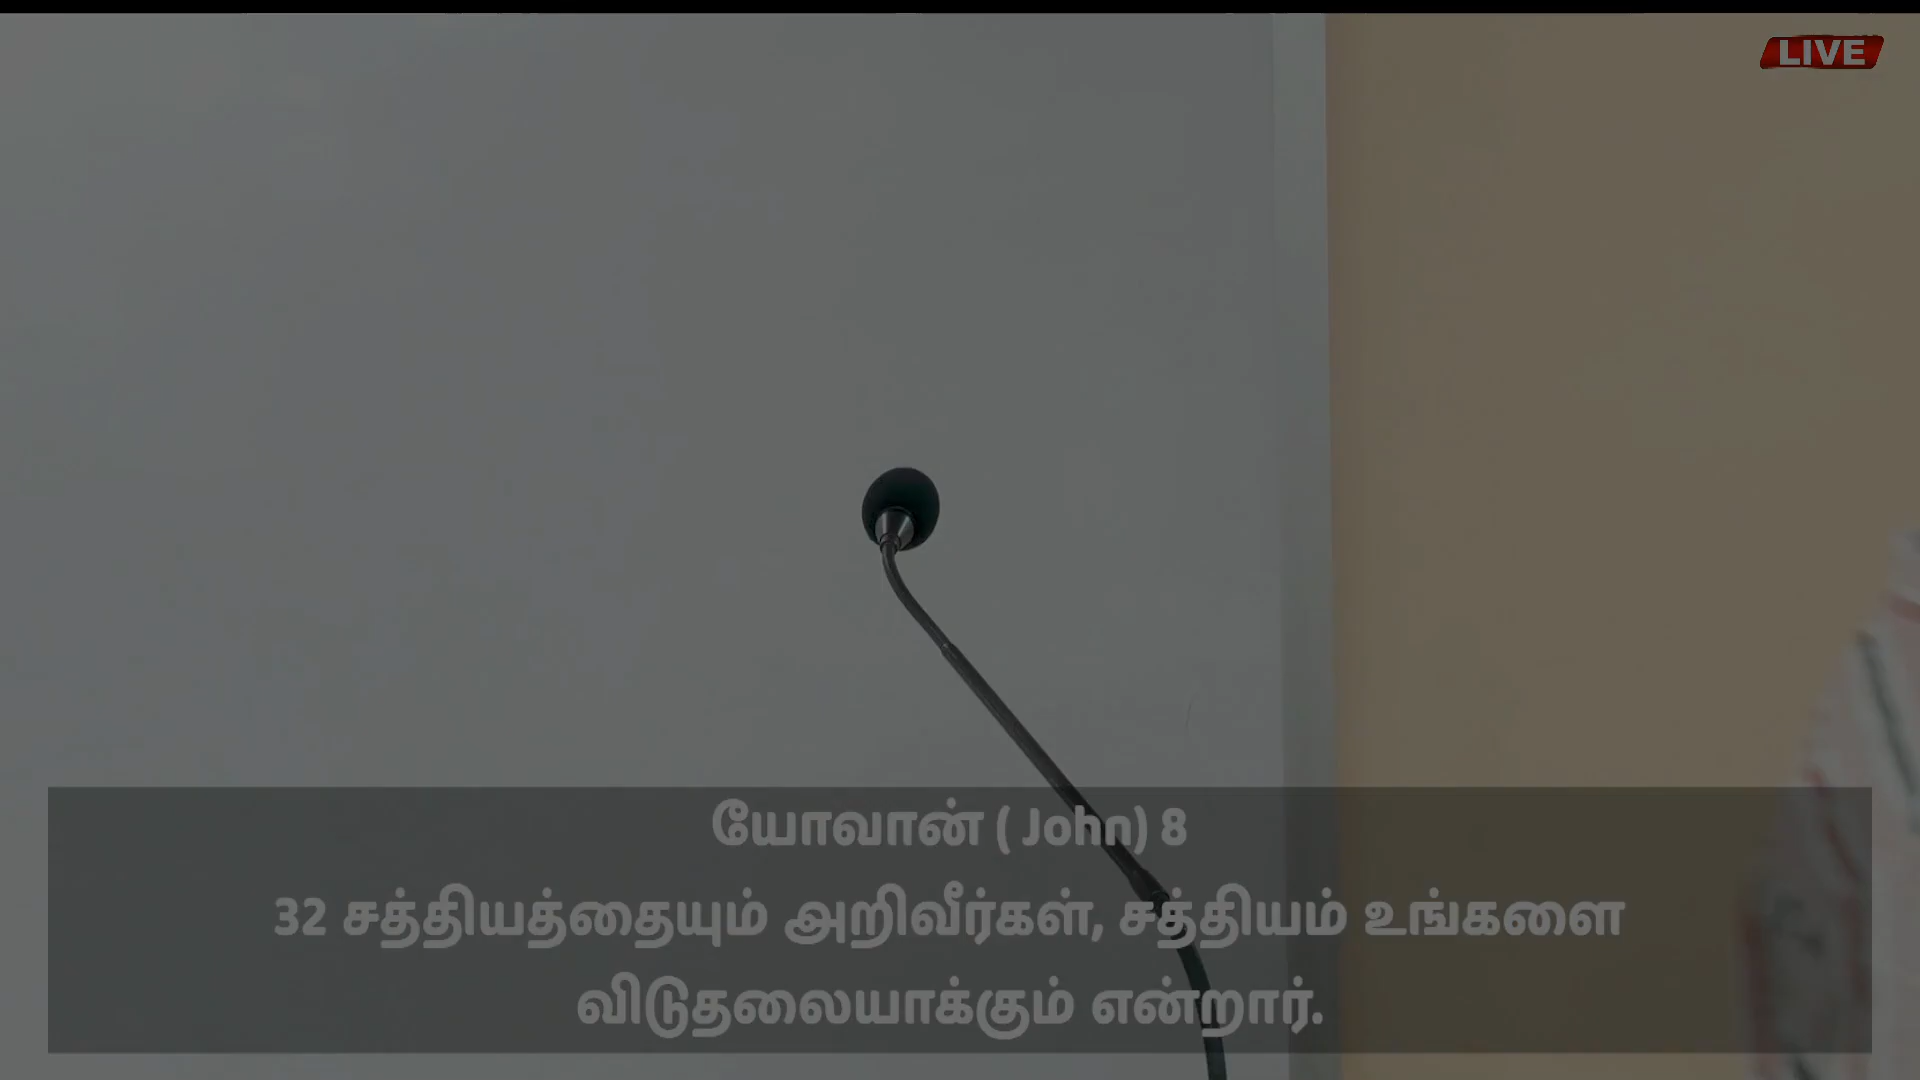 LIVE
யோவான் ( John) 8
32 சத்தியத்தையும் அறிவீர்கள், சத்தியம் உங்களை
விடுதலையாக்கும் என்றார்.